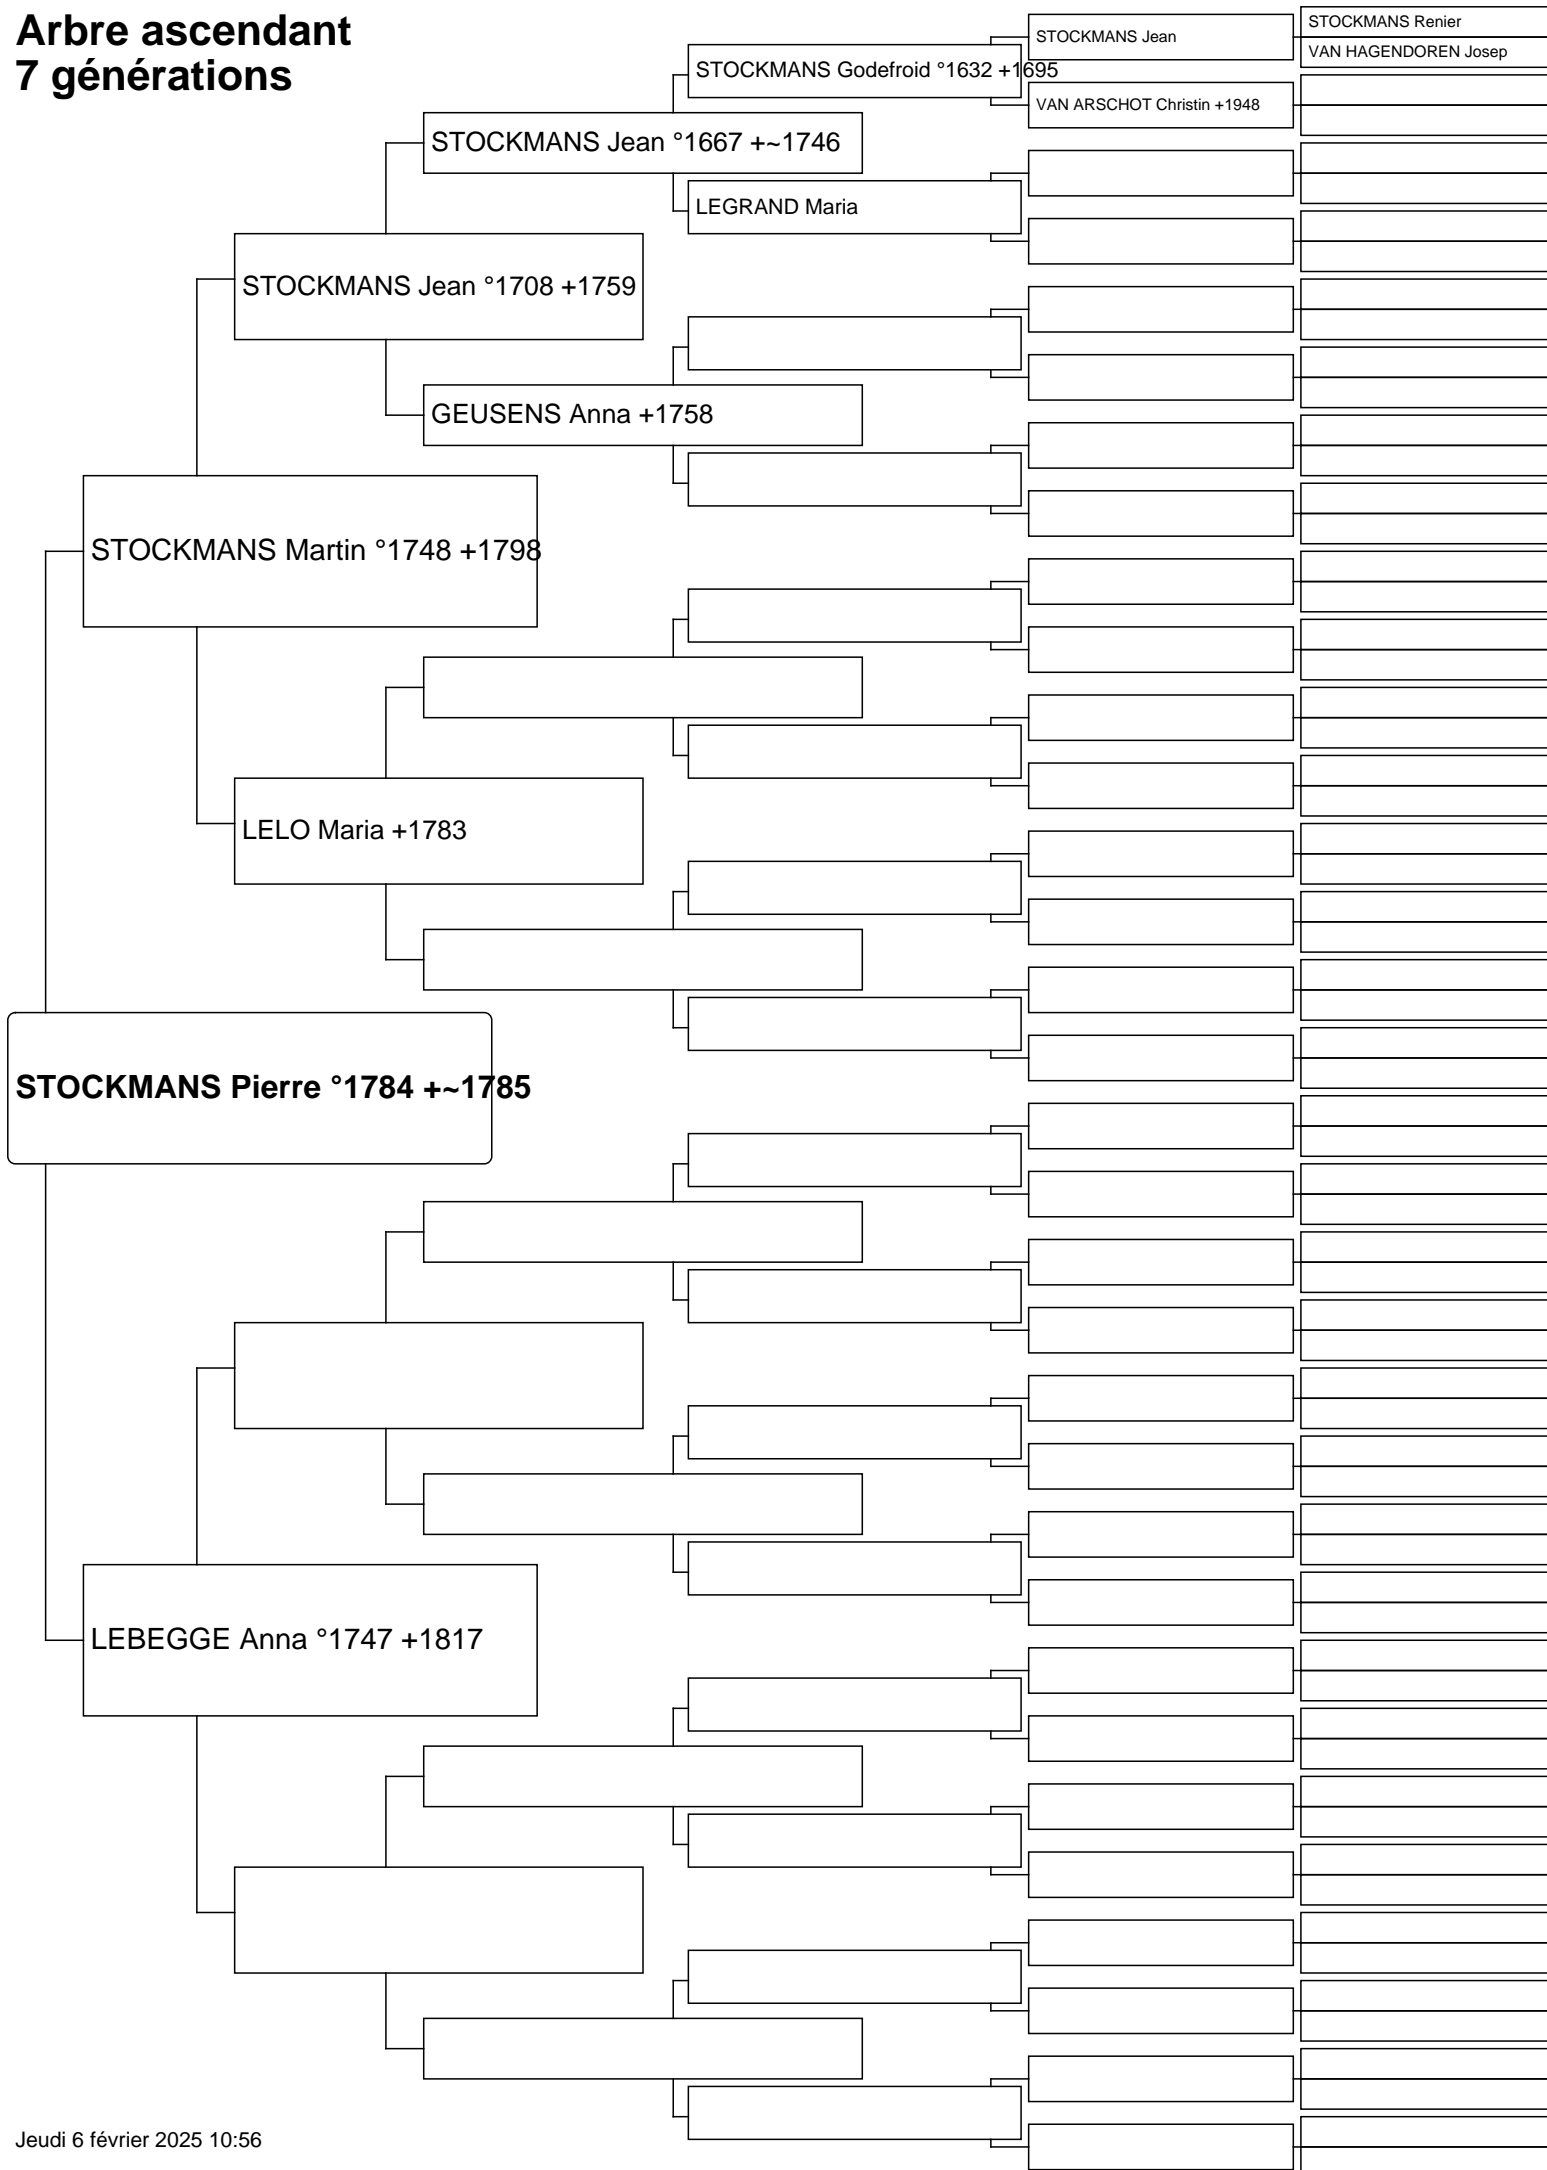 Arbre ascendant
7 générations
STOCKMANS Renier
STOCKMANS Jean
VAN HAGENDOREN Josep
STOCKMANS Godefroid °1632 +1695
VAN ARSCHOT Christin +1948
STOCKMANS Jean °1667 +~1746
LEGRAND Maria
STOCKMANS Jean °1708 +1759
GEUSENS Anna +1758
STOCKMANS Martin °1748 +1798
LELO Maria +1783
STOCKMANS Pierre °1784 +~1785
LEBEGGE Anna °1747 +1817
Jeudi 6 février 2025 10:56